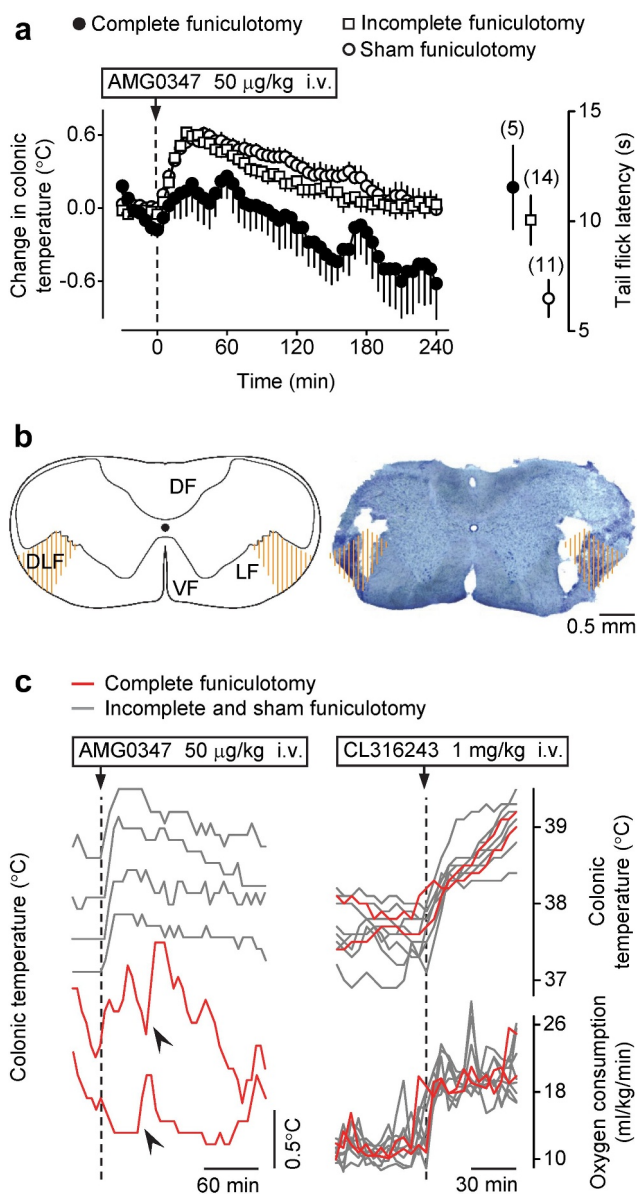 a
Complete funiculotomy
Incomplete funiculotomy
Sham funiculotomy
AMG0347 50 μg/kg i.v.
Change in colonic
temperature (°C)
0.6
0.0
-0.6
0
60
120
180
240
Time (min)
(5)
(14)
(11)
15
10
5
Tail flick latency (s)
b
DF
DLF
LF
VF
0.5 mm
c
Complete funiculotomy
Incomplete and sham funiculotomy
AMG0347 50 μg/kg i.v.
CL316243 1 mg/kg i.v.
Colonic temperature (°C)
0.5°C
60 min
39
38
37
Colonic
temperature (°C)
26
18
10
Oxygen consumption
(ml/kg/min)
30 min